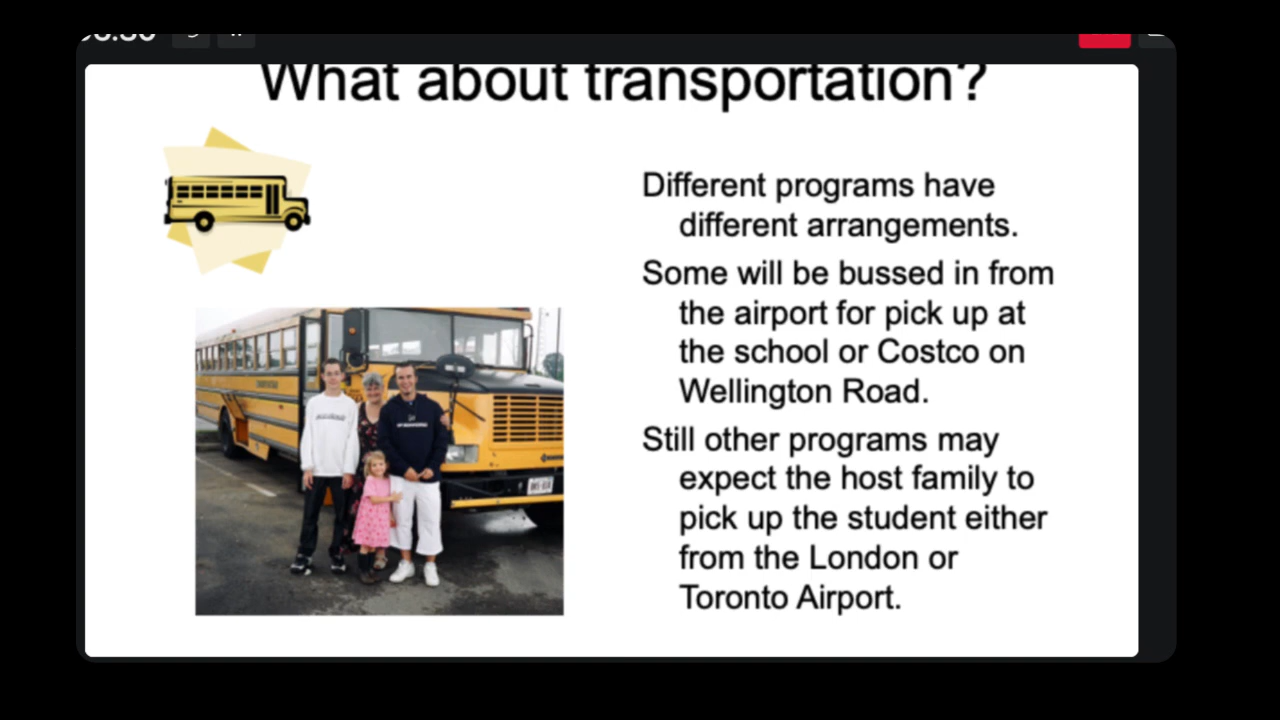 What about transportation?
Different programs have
different arrangements.
Some will be bussed in from
the airport for pick up at
the school or Costco on
Wellington Road.
Still other programs may
expect the host family to
pick up the student either
from the London or
Toronto Airport.